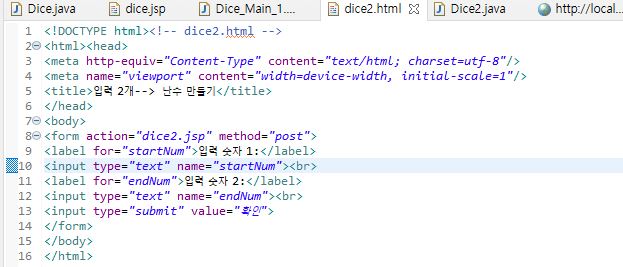 Dice.java dice.jsp Dice_Main_1.... dice2.html Dice2.java http://local...
1 <!DOCTYPE html><!-- dice2.html -->
2 <html><head>
3 <meta http-equiv="Content-Type" content="text/html; charset=utf-8"/>
4 <meta name="viewport" content="width=device-width, initial-scale=1"/>
5 <title>입력 2개--> 난수 만들기</title>
6 </head>
7 <body>
8 <form action="dice2.jsp" method="post">
9 <label for="startNum">입력 숫자 1:</label>
10 <input type="text" name="startNum"><br>
11 <label for="endNum">입력 숫자 2:</label>
12 <input type="text" name="endNum"><br>
13 <input type="submit" value="확인">
14 </form>
15 </body>
16 </html>